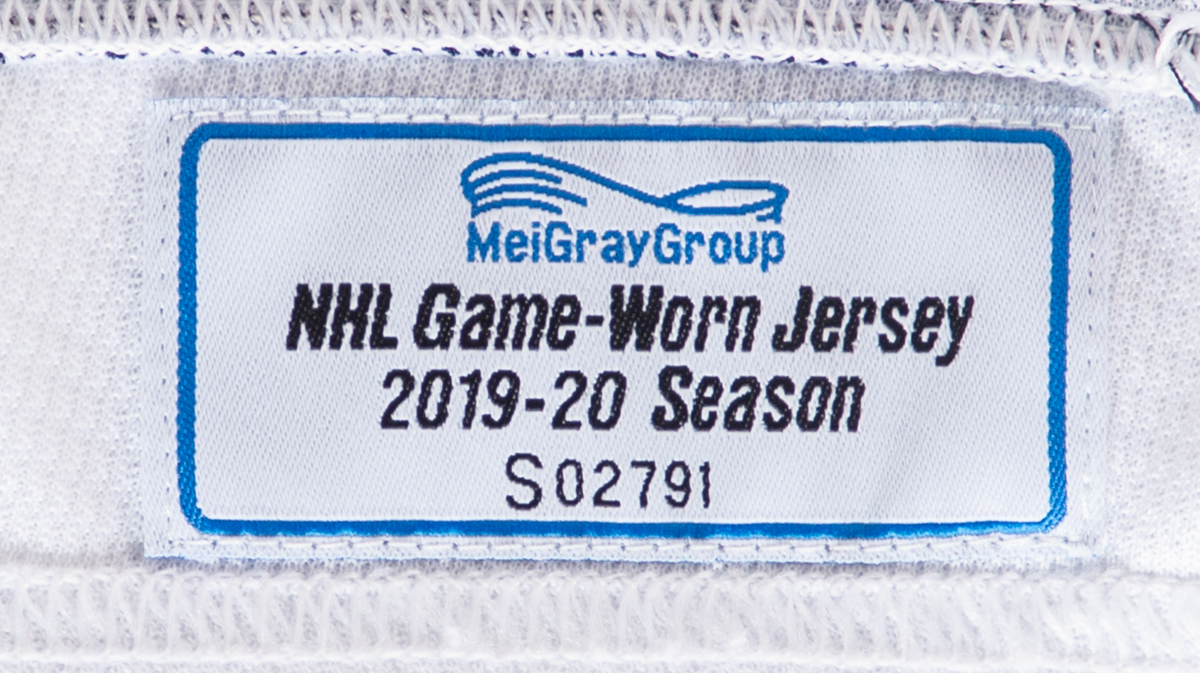 MeiGrayGroup
NHL Game-Worn Jersey
2019-20 Season
S02791